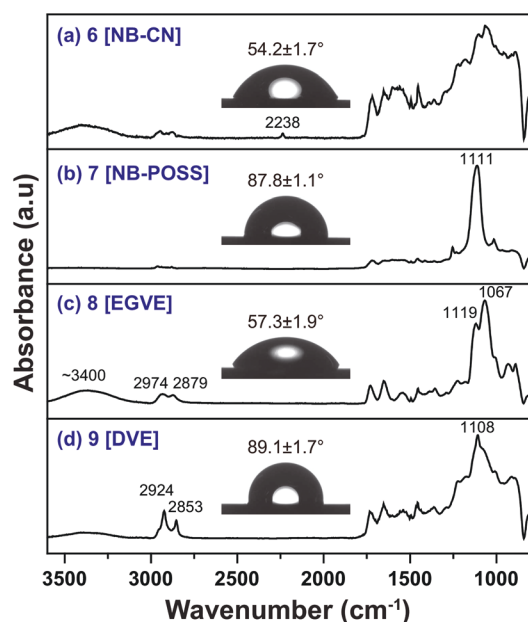 (a) 6 [NB-CN]
54.2±1.7°
2238
(b) 7 [NB-POSS]
87.8±1.1°
1111
(c) 8 [EGVE]
57.3±1.9°
1067
1119
~3400
2974
2879
(d) 9 [DVE]
89.1±1.7°
1108
2924
2853
Absorbance (a.u)
3500 3000 2500 2000 1500 1000
Wavenumber (cm⁻¹)